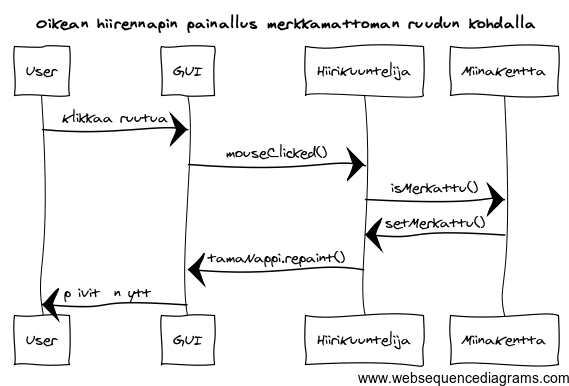 oikean hiirennapin painallus merkkamattoman ruudun kohdalla
User GUI Hiirikuuntelija Miinakentta
klikkaa ruutua
mouseClicked()
isMerkattu()
setMerkattu()
tamaNappi.repaint()
p ivit n ytt
User GUI Hiirikuuntelija Miinakentta
www.websequencediagrams.com